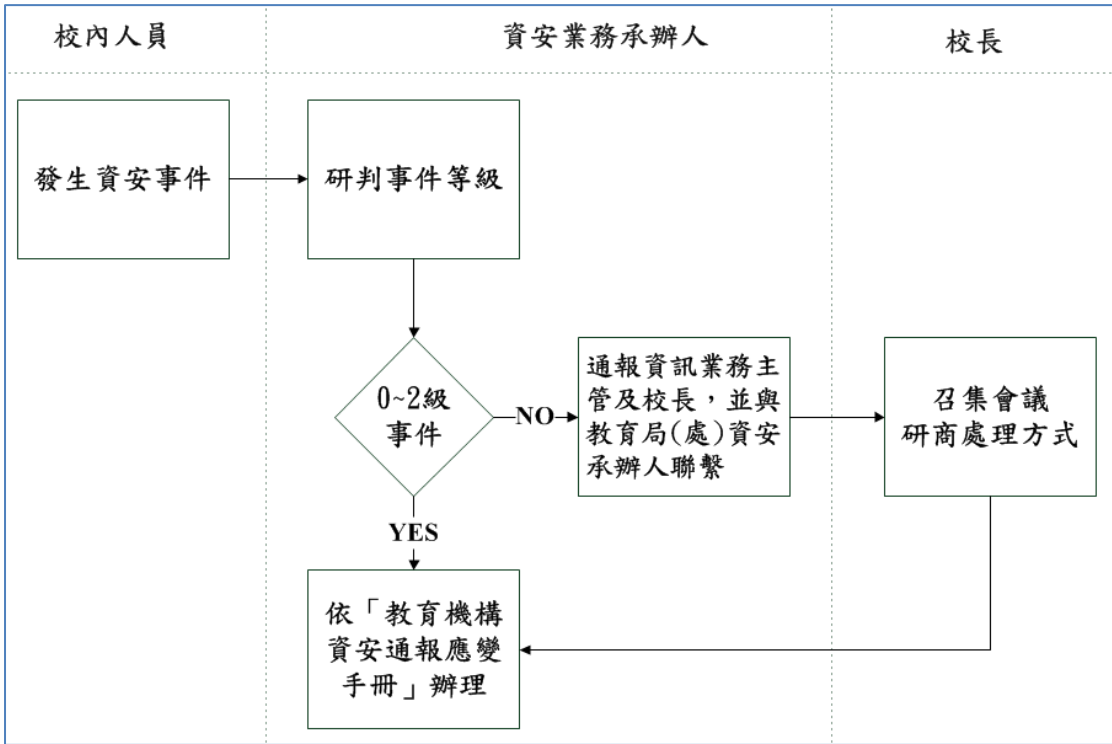 校內人員
資安業務承辦人
校長
發生資安事件
研判事件等級
0~2級
事件
NO
通報資訊業務主
管及校長，並與
教育局(處)資安
承辦人聯繫
召集會議
研商處理方式
YES
依「教育機構
資安通報應變
手冊」辦理